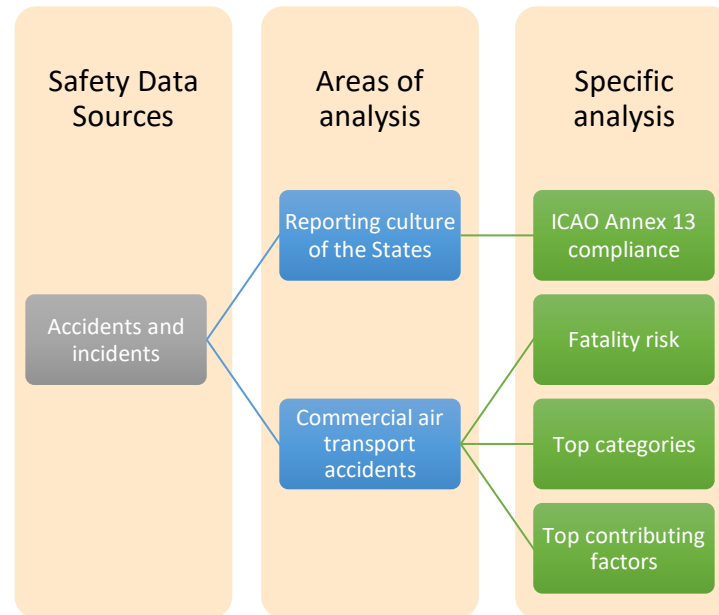 Safety Data
Sources
Areas of
analysis
Specific
analysis
Accidents and
incidents
Reporting culture
of the States
Commercial air
transport
accidents
ICAO Annex 13
compliance
Fatality risk
Top categories
Top contributing
factors